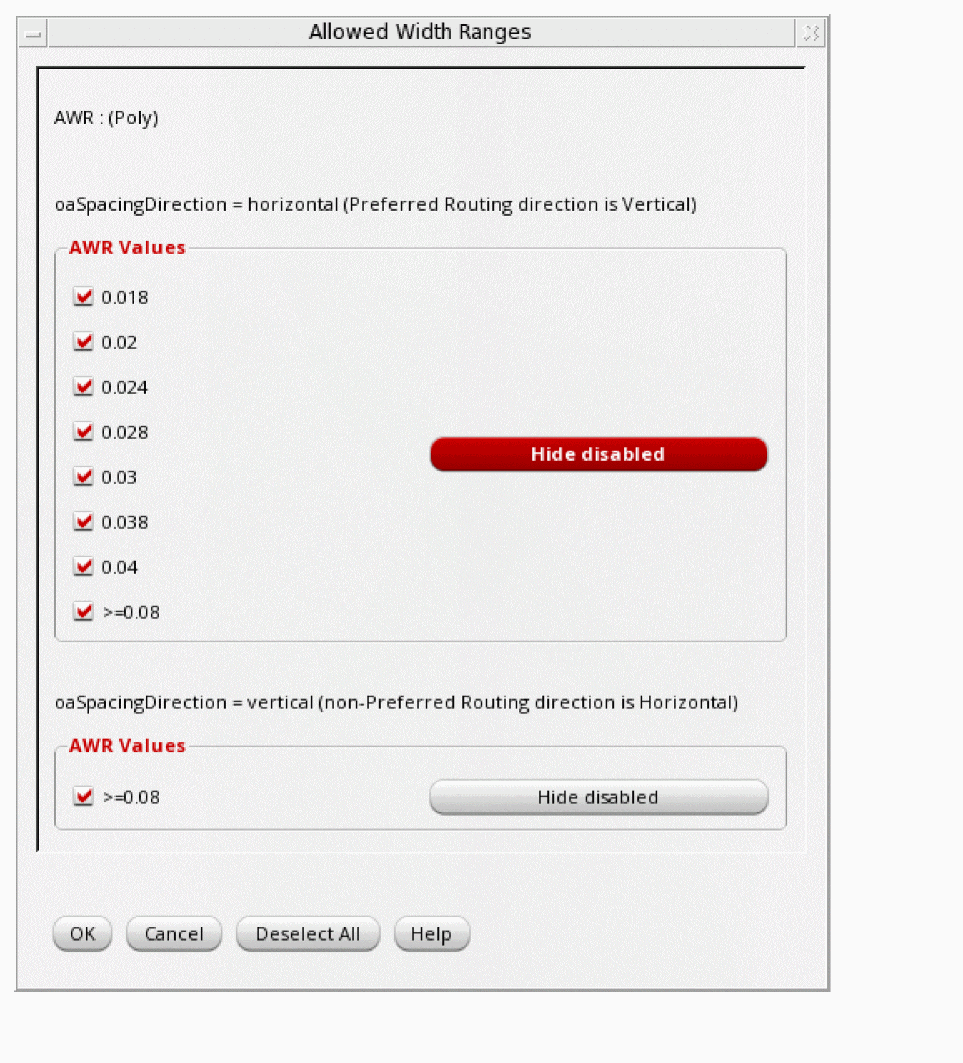 Allowed Width Ranges
AWR : (Poly)
oaSpacingDirection = horizontal (Preferred Routing direction is Vertical)
AWR Values
0.018
0.02
0.024
0.028
Hide disabled
0.03
0.038
0.04
>=0.08
oaSpacingDirection = vertical (non-Preferred Routing direction is Horizontal)
AWR Values
>=0.08 Hide disabled
OK Cancel Deselect All Help